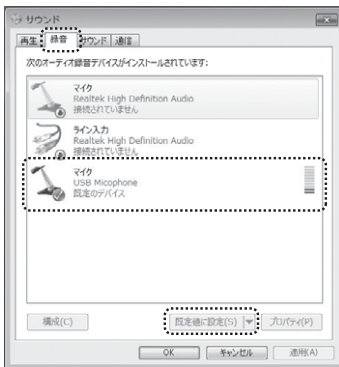 サウンド
再生 録音 サウンド 通信
次のオーディオ録音デバイスがインストールされています:
マイク
Realtek High Definition Audio
接続されていません
ライン入力
Realtek High Definition Audio
接続されていません
マイク
USB Micophone
既定のデバイス
構成(C) 既定値に設定(S) プロパティ(P)
OK キャンセル 適用(A)